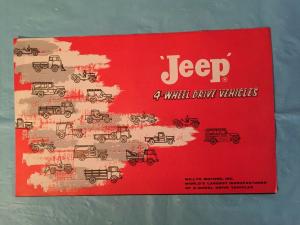 'Jeep'
®
4-WHEEL DRIVE VEHICLES
WILLYS MOTORS, INC.
WORLD'S LARGEST MANUFACTURER
OF 4-WHEEL DRIVE VEHICLES